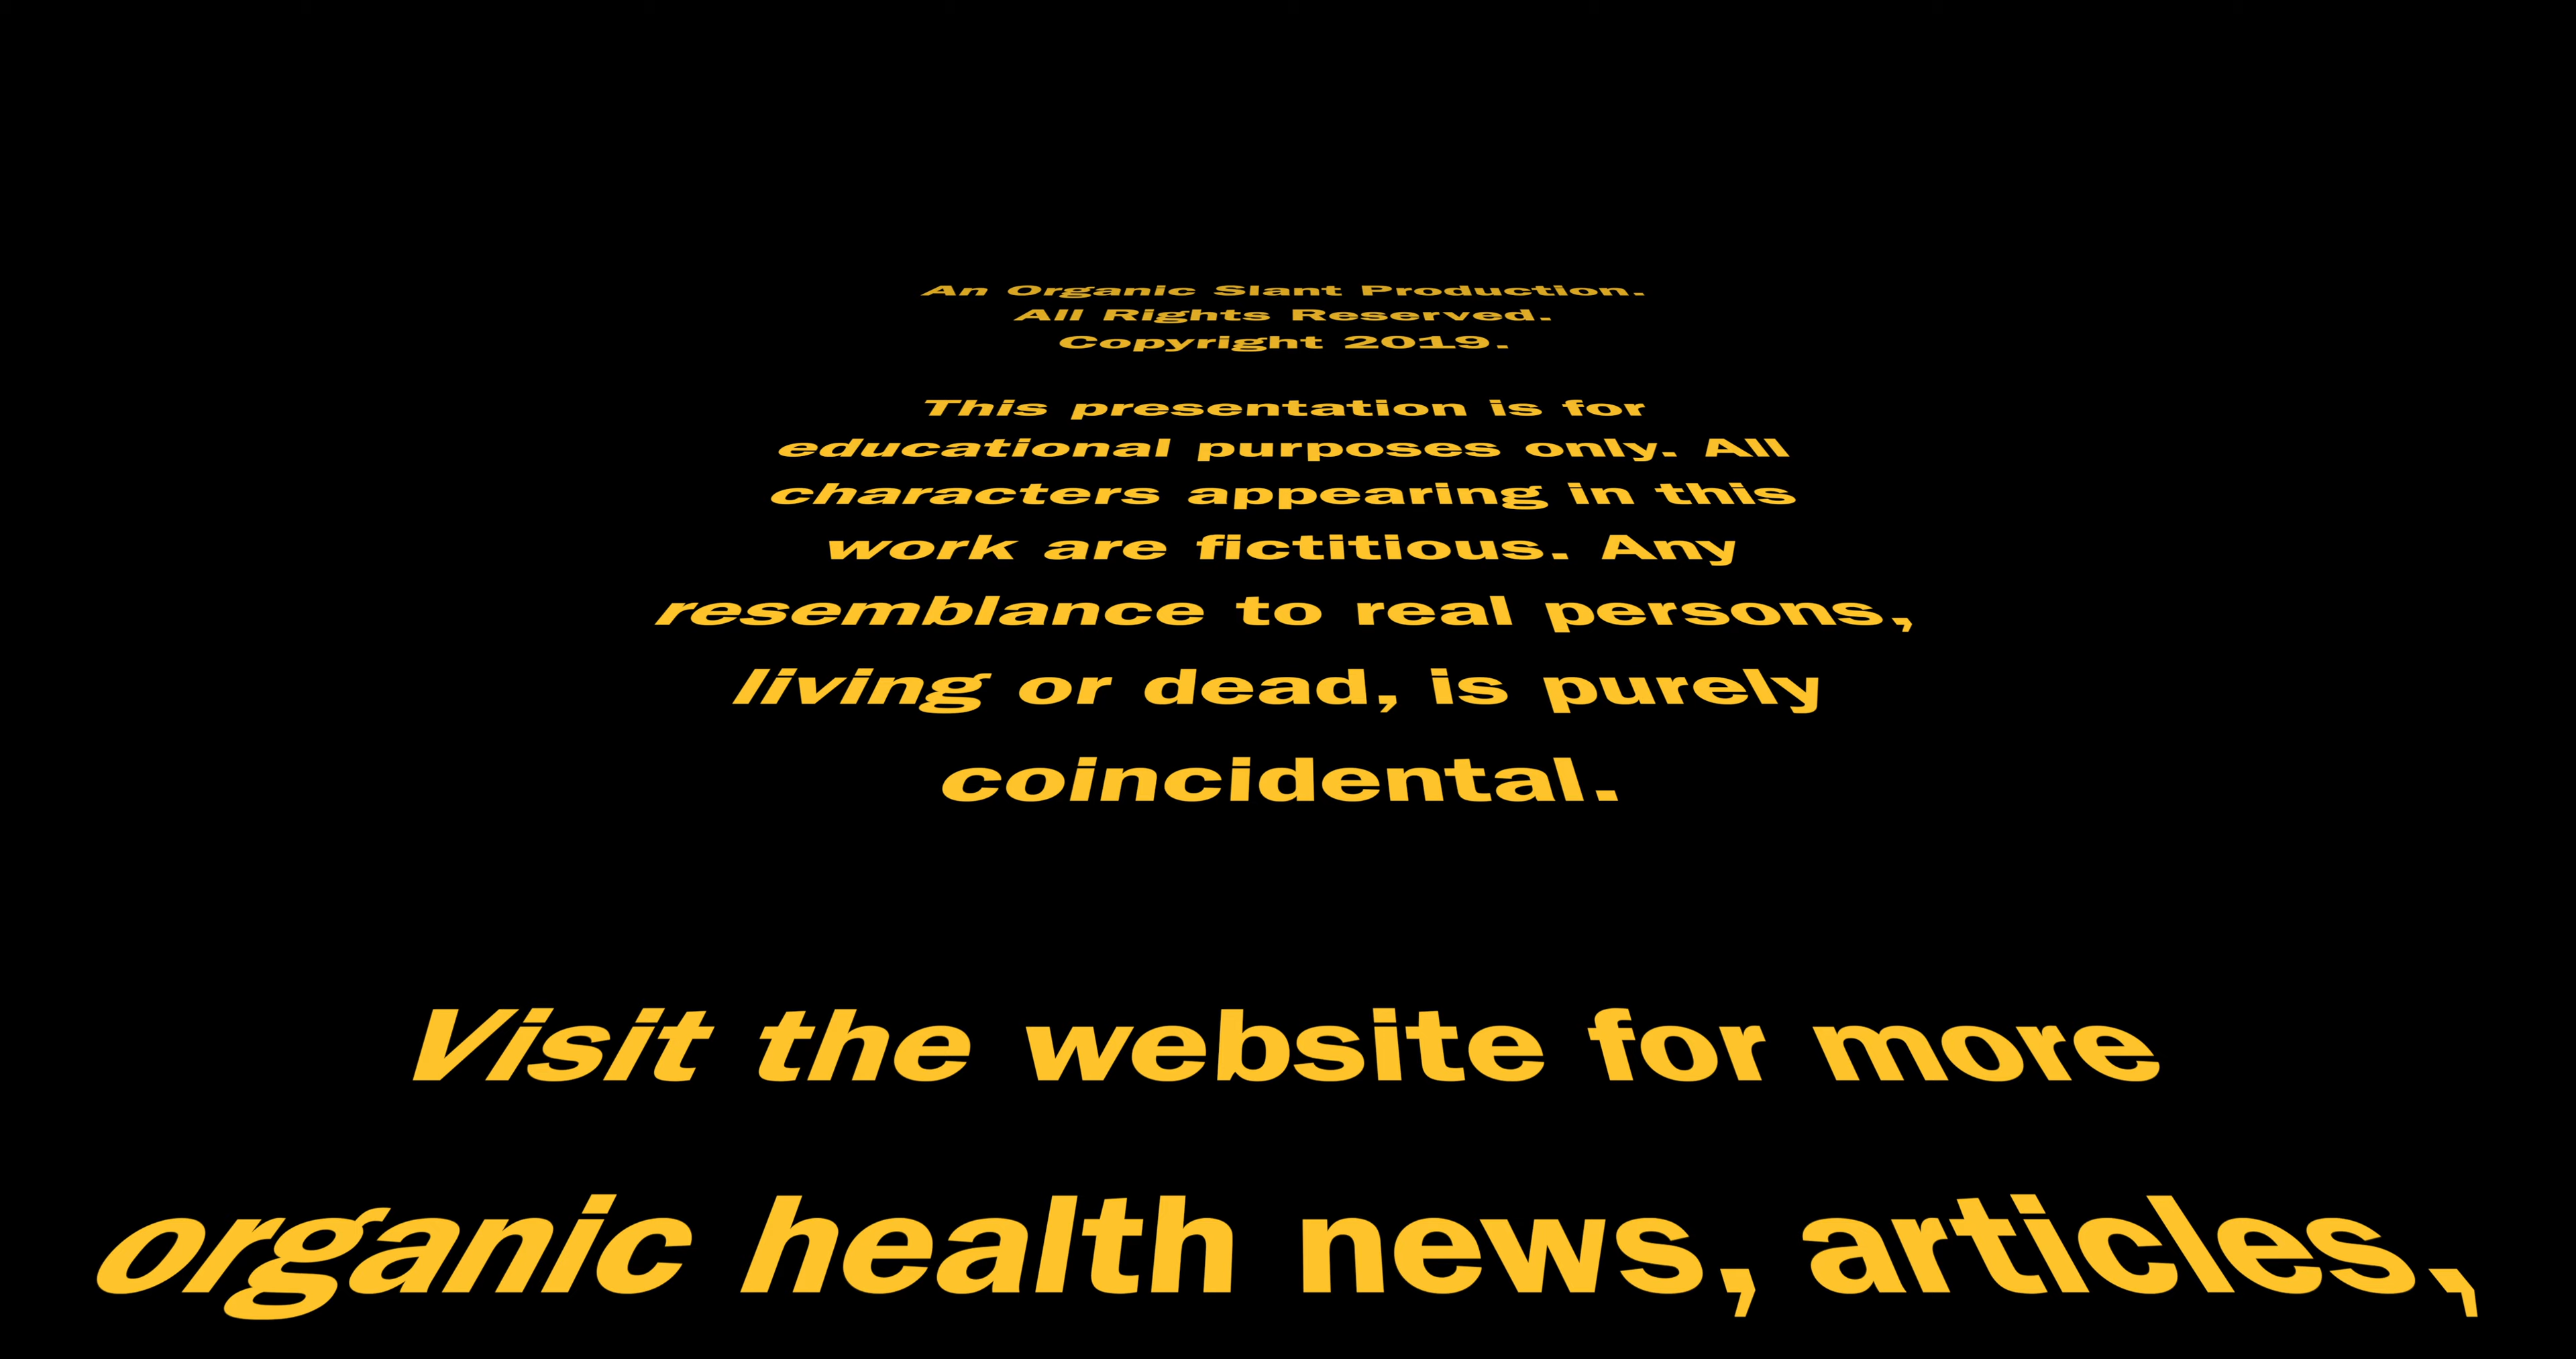 An Organic Slant Production.
All Rights Reserved.
Copyright 2019.
This presentation is for
educational purposes only. All
characters appearing in this
work are fictitious. Any
resemblance to real persons,
living or dead, is purely
coincidental.
Visit the website for more
organic health news, articles,